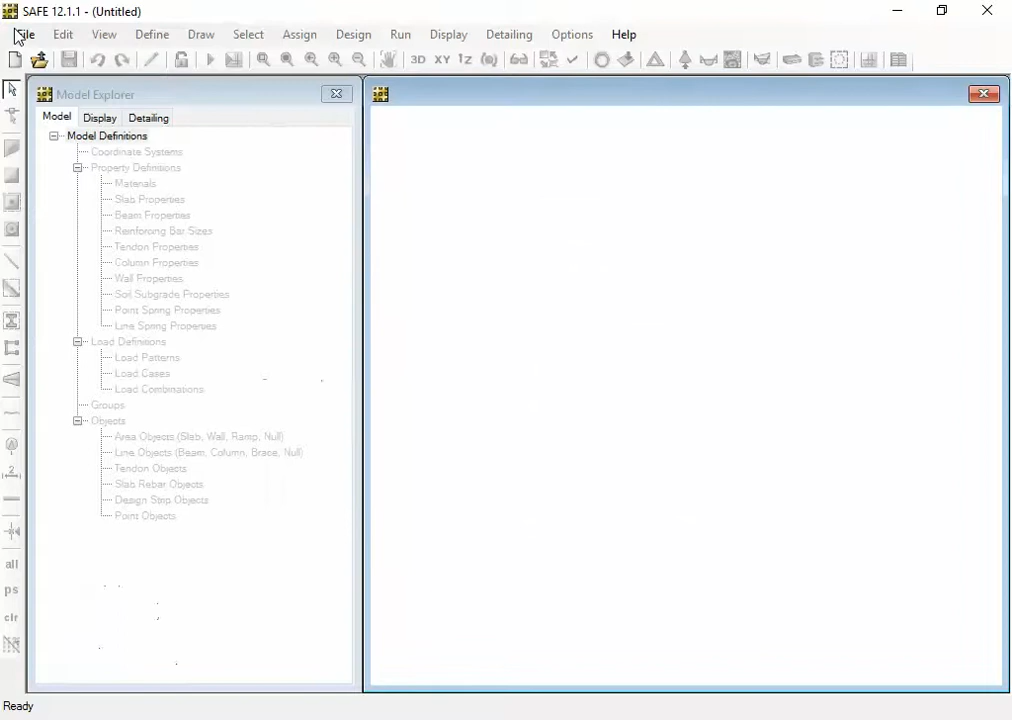 SAFE 12.1.1 - (Untitled)
File Edit View Define Draw Select Assign Design Run Display Detailing Options Help
3D XY
Model Explorer
Model Display Detailing
Model Definitions
Coordinate Systems
Property Definitions
Materials
Slab Properties
Beam Properties
Reinforcing Bar Sizes
Tendon Properties
Column Properties
Wall Properties
Soil Subgrade Properties
Point Spring Properties
Line Spring Properties
Load Definitions
Load Patterns
Load Cases
Load Combinations
Groups
Objects
Area Objects (Slab, Wall, Ramp, Null)
Line Objects (Beam, Column, Brace, Null)
Tendon Objects
Slab Rebar Objects
Design Strip Objects
Point Objects
2
all
ps
clr
Ready